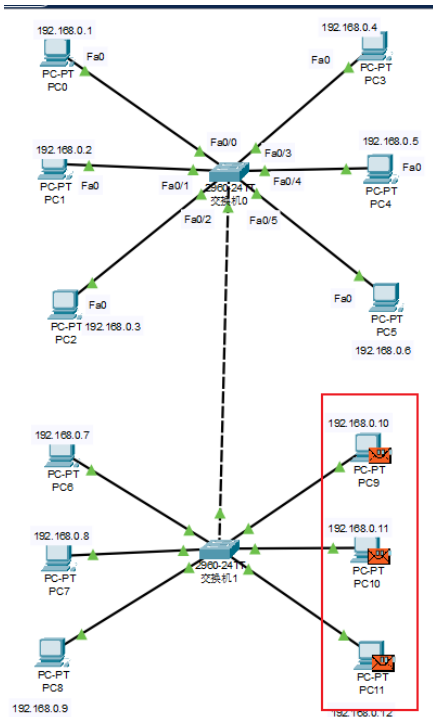 192.168.0.1
192.168.0.4
Fa0
Fa0
PC-PT
PC0
PC-PT
PC3
Fa0/0
Fa0/3
192.168.0.2
192.168.0.5
Fa0
Fa0/1
Fa0/4
Fa0
PC-PT
PC1
2960-24TT
交换机0
PC-PT
PC4
Fa0/2
Fa0/5
Fa0
Fa0
PC-PT
PC2
192.168.0.3
PC-PT
PC5
192.168.0.6
192.168.0.7
192.168.0.10
PC-PT
PC6
PC-PT
PC9
192.168.0.8
192.168.0.11
PC-PT
PC7
2960-24TT
交换机1
PC-PT
PC10
PC-PT
PC8
PC-PT
PC11
192.168.0.9
192.168.0.12